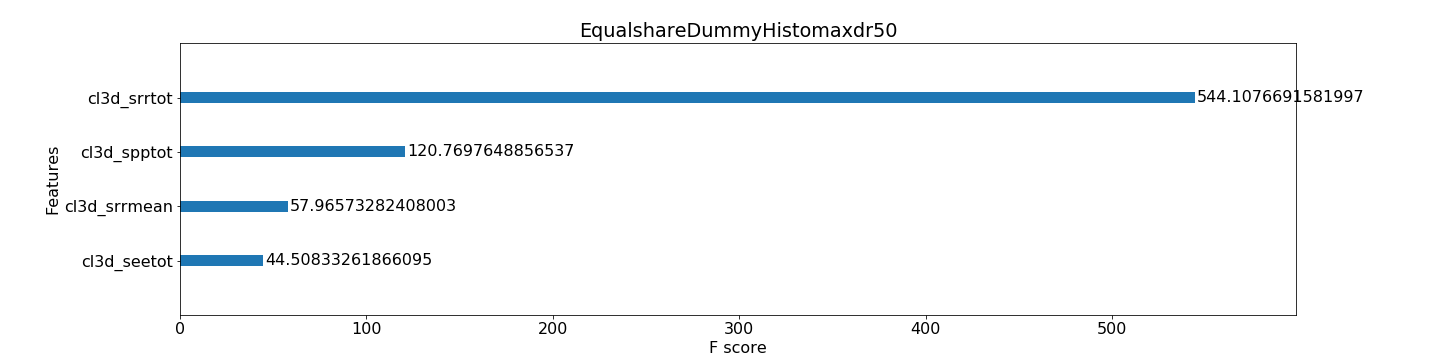 EqualshareDummyHistomaxdr50
Features
cl3d_srrtot 544.1076691581997
cl3d_spptot 120.7697648856537
cl3d_srrmean 57.96573282408003
cl3d_seetot 44.50833261866095
0 100 200 300 400 500
F score